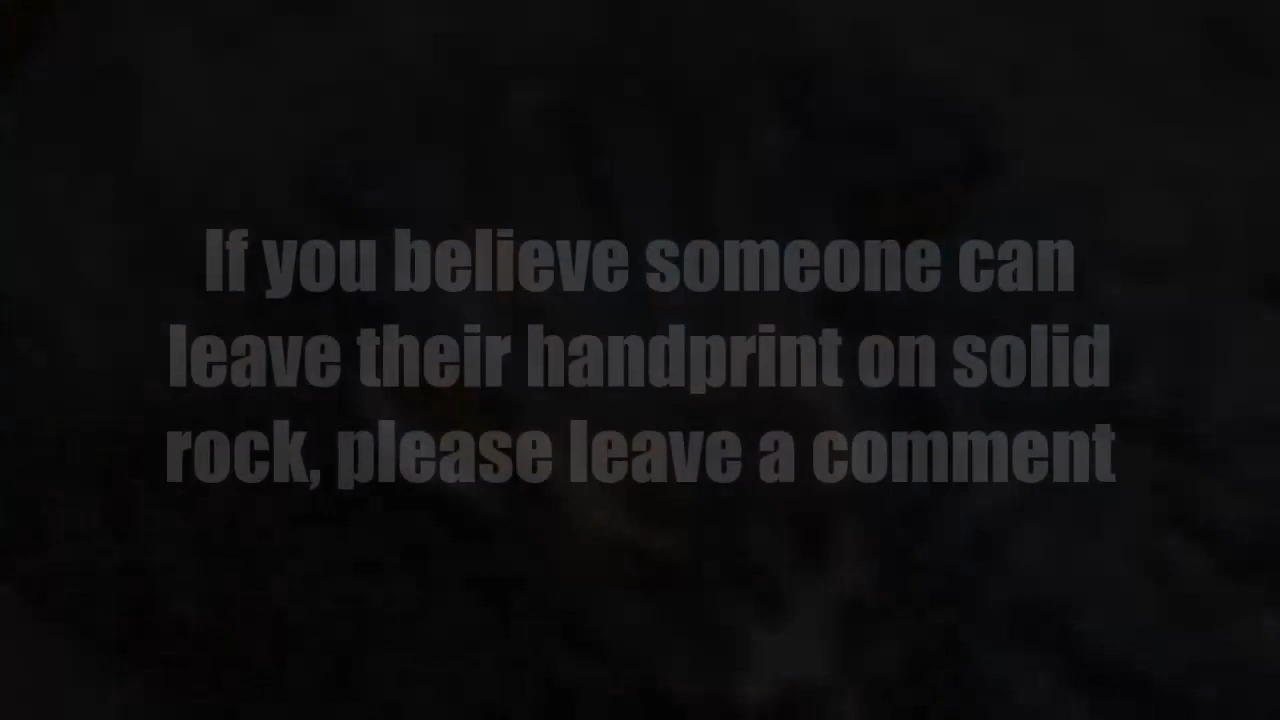 If you believe someone can
leave their handprint on solid
rock, please leave a comment